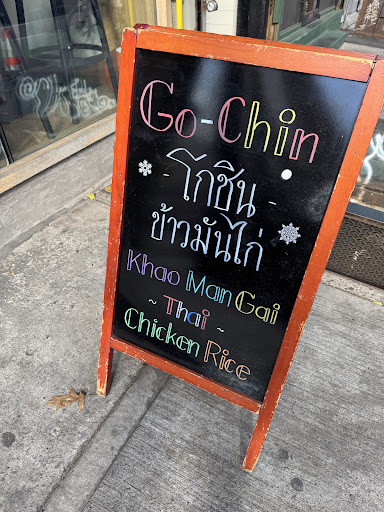 Go-Chin
- โกชิน -
ข้าวมันไก่
Khao Man Gai
~ Thai ~
Chicken Rice